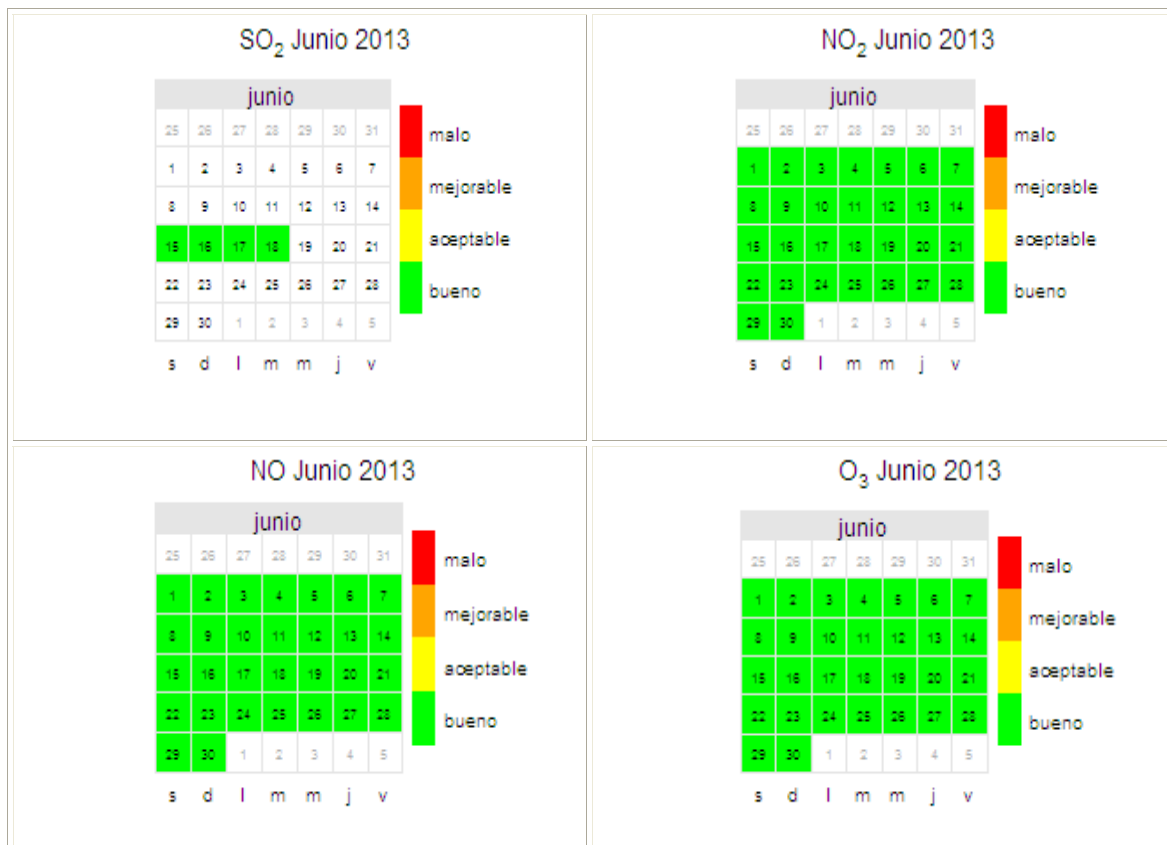 SO2 Junio 2013
junio
25 26 27 28 29 30 31
1 2 3 4 5 6 7
8 9 10 11 12 13 14
15 16 17 18 19 20 21
22 23 24 25 26 27 28
29 30 1 2 3 4 5
s d l m m j v
malo
mejorable
aceptable
bueno
NO2 Junio 2013
junio
25 26 27 28 29 30 31
1 2 3 4 5 6 7
8 9 10 11 12 13 14
15 16 17 18 19 20 21
22 23 24 25 26 27 28
29 30 1 2 3 4 5
s d l m m j v
malo
mejorable
aceptable
bueno
NO Junio 2013
junio
25 26 27 28 29 30 31
1 2 3 4 5 6 7
8 9 10 11 12 13 14
15 16 17 18 19 20 21
22 23 24 25 26 27 28
29 30 1 2 3 4 5
s d l m m j v
malo
mejorable
aceptable
bueno
O3 Junio 2013
junio
25 26 27 28 29 30 31
1 2 3 4 5 6 7
8 9 10 11 12 13 14
15 16 17 18 19 20 21
22 23 24 25 26 27 28
29 30 1 2 3 4 5
s d l m m j v
malo
mejorable
aceptable
bueno